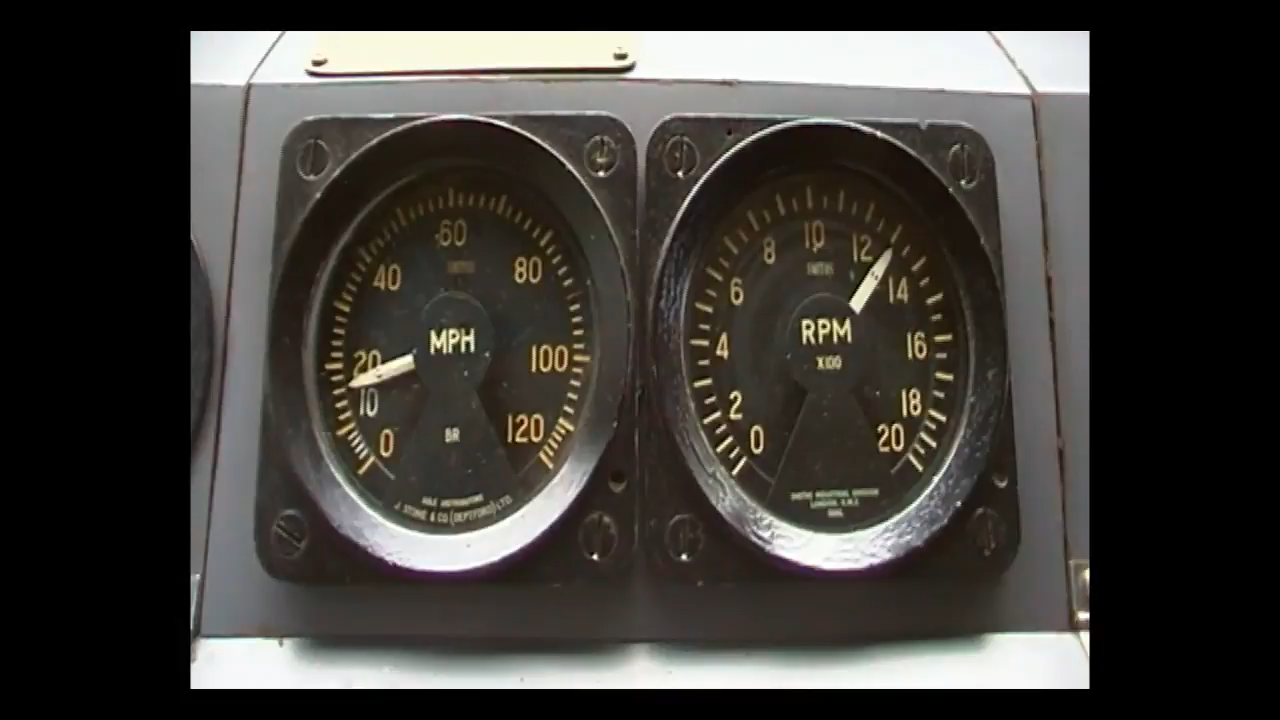 0
10
20
40
60
80
100
120
SMITHS
MPH
BR
J. STONE & CO (DEPTFORD) LTD
0
2
4
6
8
10
12
14
16
18
20
SMITHS
RPM
X100
SMITHS INDUSTRIAL DIVISION
LONDON. N.W.2